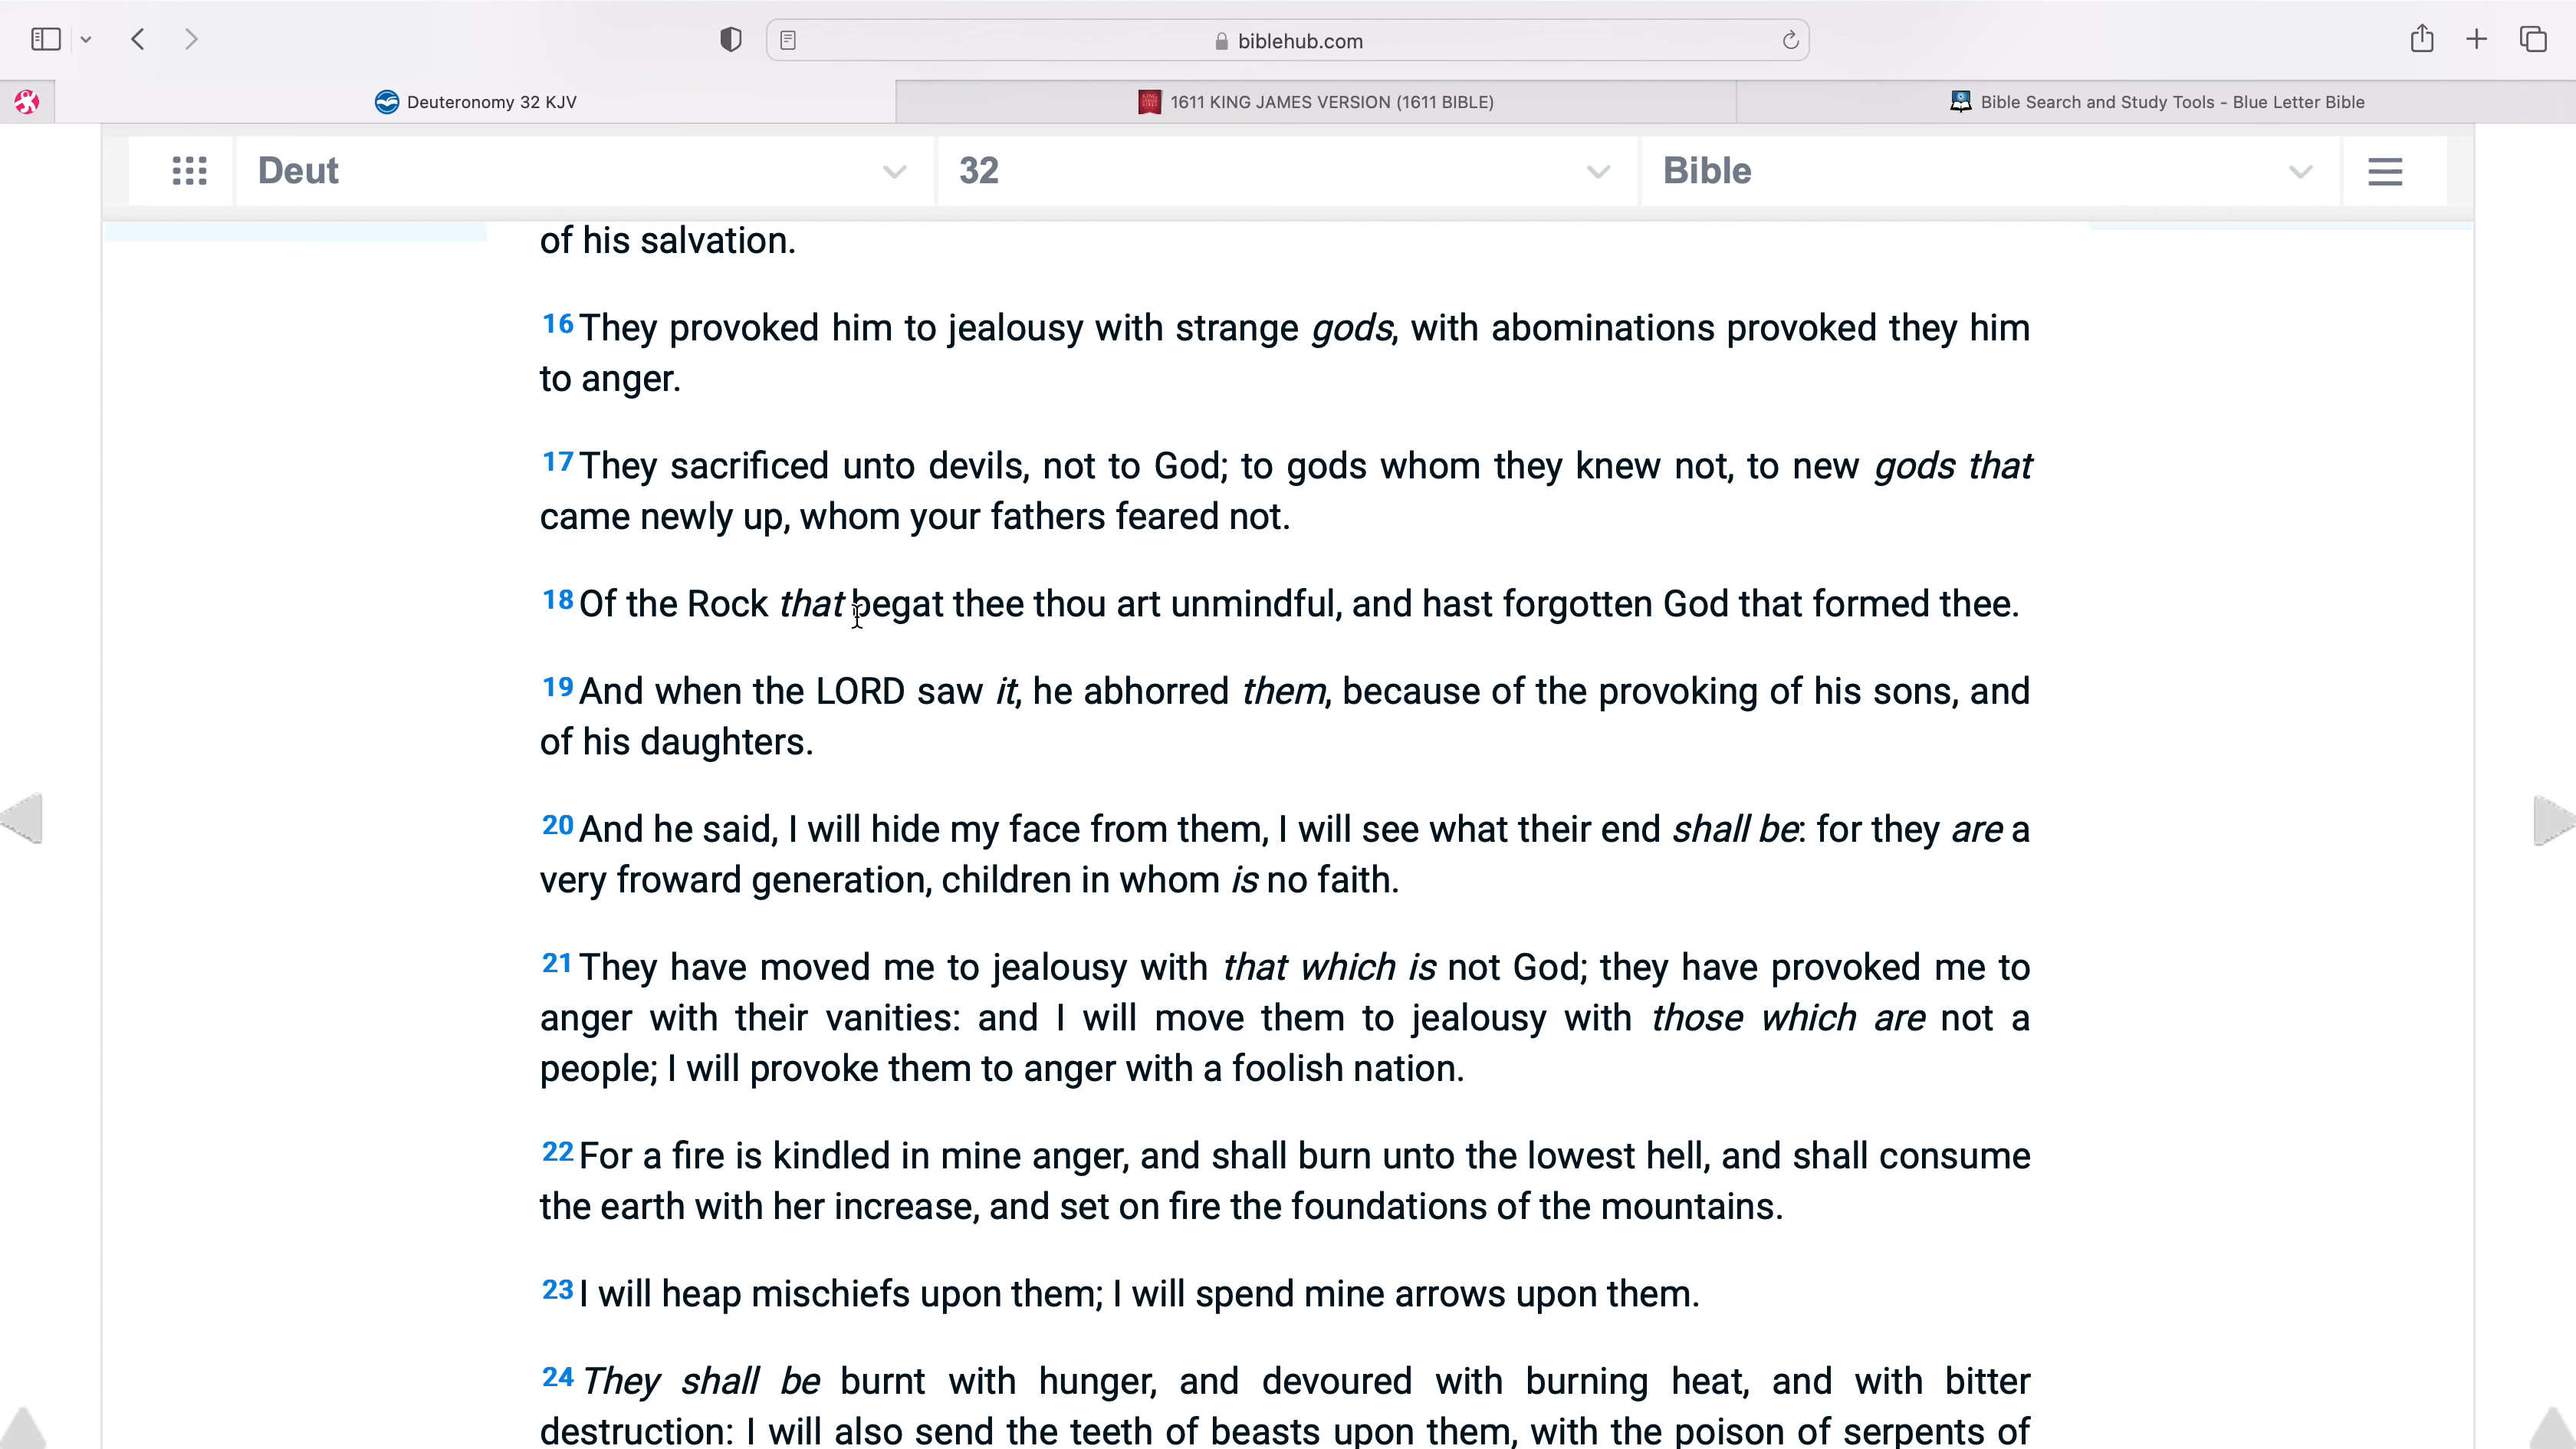 biblehub.com
Deuteronomy 32 KJV
1611 KING JAMES VERSION (1611 BIBLE)
Bible Search and Study Tools - Blue Letter Bible
Deut
32
Bible
of his salvation.
16 They provoked him to jealousy with strange gods, with abominations provoked they him
to anger.
17 They sacrificed unto devils, not to God; to gods whom they knew not, to new gods that
came newly up, whom your fathers feared not.
18 Of the Rock that begat thee thou art unmindful, and hast forgotten God that formed thee.
19 And when the LORD saw it, he abhorred them, because of the provoking of his sons, and
of his daughters.
20 And he said, I will hide my face from them, I will see what their end shall be: for they are a
very froward generation, children in whom is no faith.
21 They have moved me to jealousy with that which is not God; they have provoked me to
anger with their vanities: and I will move them to jealousy with those which are not a
people; I will provoke them to anger with a foolish nation.
22 For a fire is kindled in mine anger, and shall burn unto the lowest hell, and shall consume
the earth with her increase, and set on fire the foundations of the mountains.
23 I will heap mischiefs upon them; I will spend mine arrows upon them.
24 They shall be burnt with hunger, and devoured with burning heat, and with bitter
destruction: I will also send the teeth of beasts upon them, with the poison of serpents of